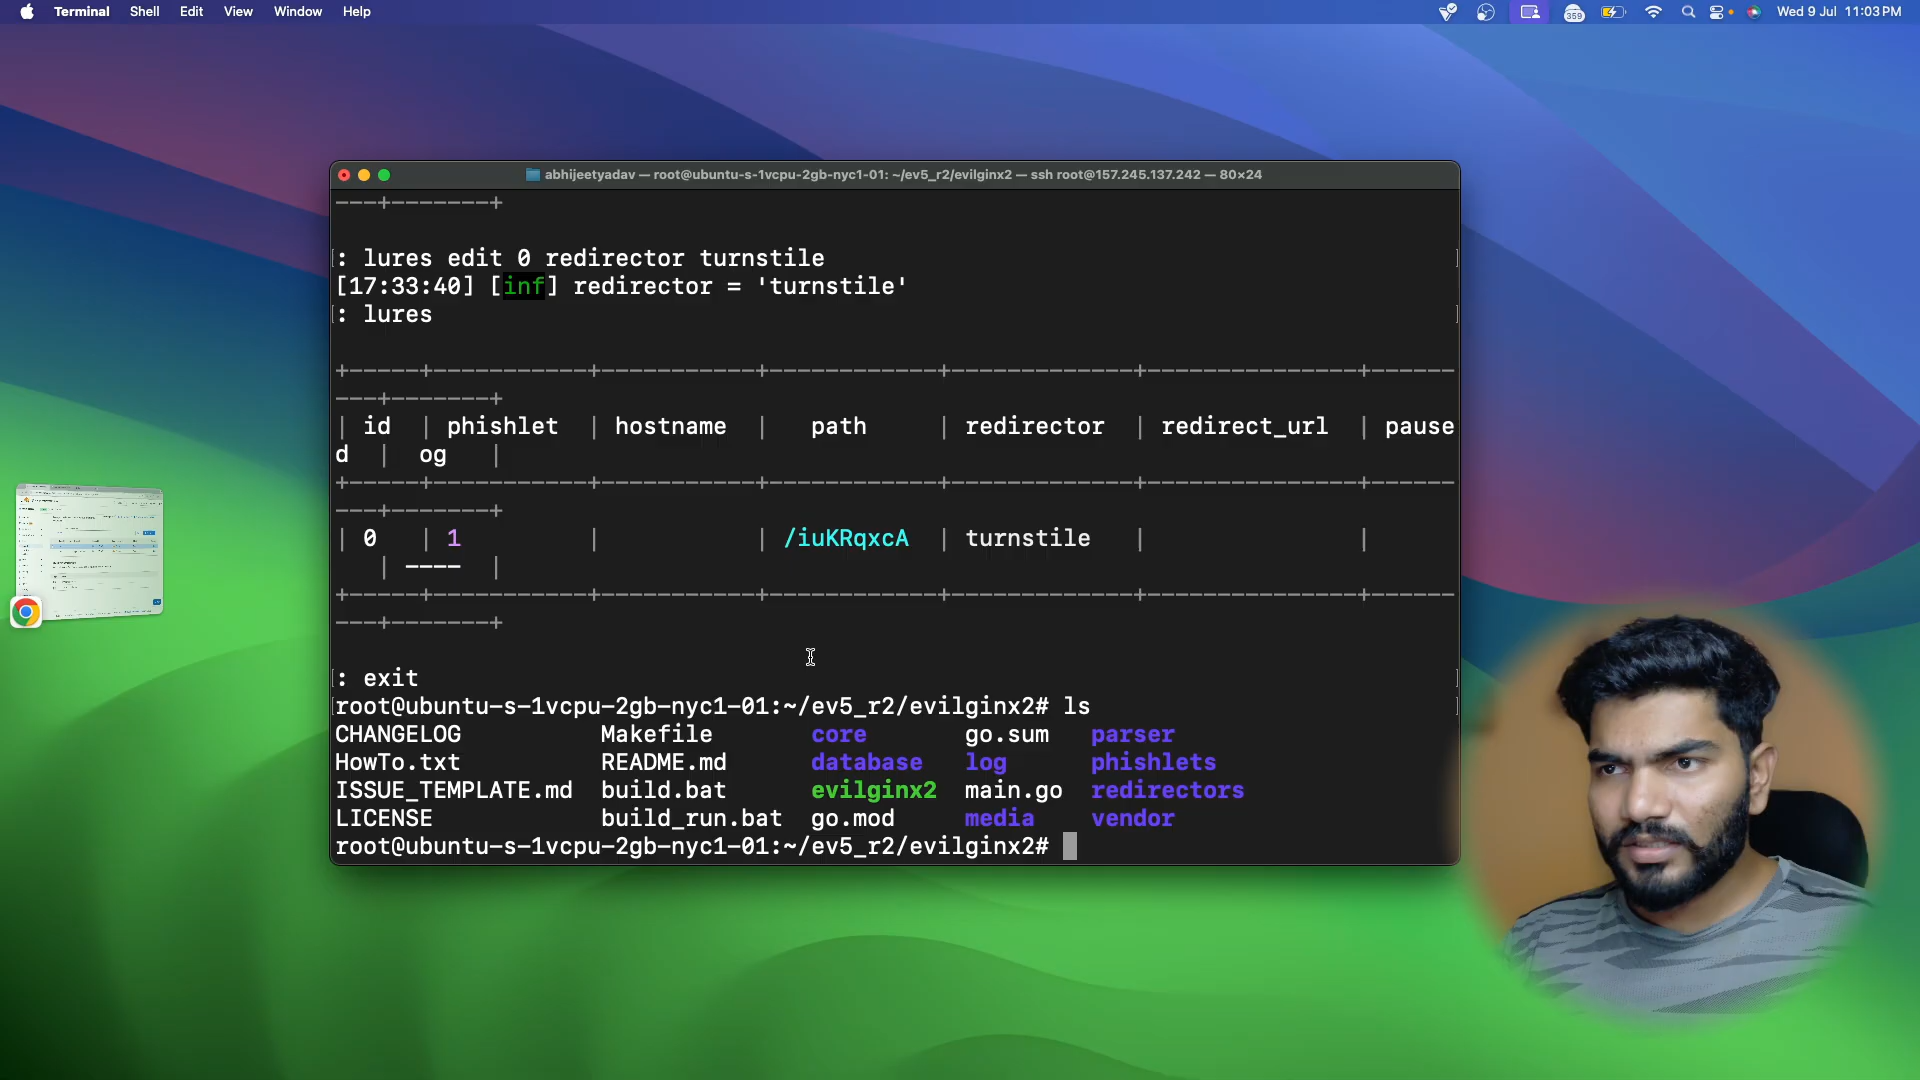 Terminal Shell Edit View Window Help
359
Wed 9 Jul 11:03 PM
abhijeetyadav — root@ubuntu-s-1vcpu-2gb-nyc1-01: ~/ev5_r2/evilginx2 — ssh root@157.245.137.242 — 80×24
---+--------+
: lures edit 0 redirector turnstile
[17:33:40] [inf] redirector = 'turnstile'
: lures
+-----+------------+------------+-------------+--------------+----------------+-------
---+--------+
| id | phishlet | hostname | path | redirector | redirect_url | pause
d | og |
+-----+------------+------------+-------------+--------------+----------------+-------
---+--------+
| 0 | 1 | | /iuKRqxcA | turnstile | |
| ---- |
+-----+------------+------------+-------------+--------------+----------------+-------
---+--------+
: exit
root@ubuntu-s-1vcpu-2gb-nyc1-01:~/ev5_r2/evilginx2# ls
CHANGELOG Makefile core go.sum parser
HowTo.txt README.md database log phishlets
ISSUE_TEMPLATE.md build.bat evilginx2 main.go redirectors
LICENSE build_run.bat go.mod media vendor
root@ubuntu-s-1vcpu-2gb-nyc1-01:~/ev5_r2/evilginx2#